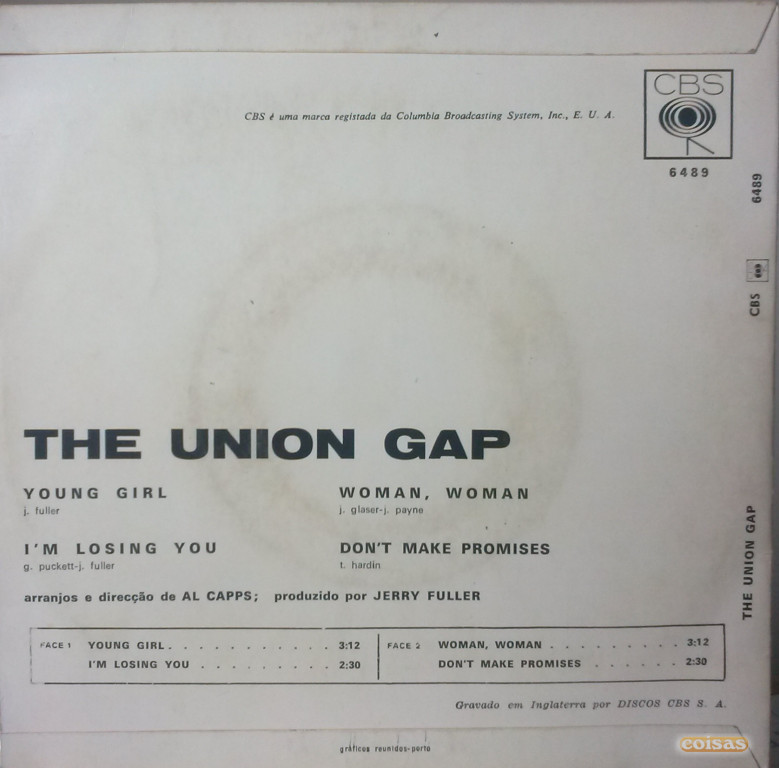 CBS
CBS é uma marca registada da Columbia Broadcasting System, Inc., E. U. A.
6489
6489
CBS
THE UNION GAP
THE UNION GAP
YOUNG GIRL
j. fuller
WOMAN, WOMAN
j. glaser-j. payne
I'M LOSING YOU
g. puckett-j. fuller
DON'T MAKE PROMISES
t. hardin
arranjos e direcção de AL CAPPS; produzido por JERRY FULLER
FACE 1 YOUNG GIRL. . . . . . . . . . . 3:12
I'M LOSING YOU . . . . . . . . 2:30
FACE 2 WOMAN, WOMAN . . . . . . . . . 3:12
DON'T MAKE PROMISES . . . . . . 2:30
Gravado em Inglaterra por DISCOS CBS S. A.
gráficos reunidos-porto
coisas